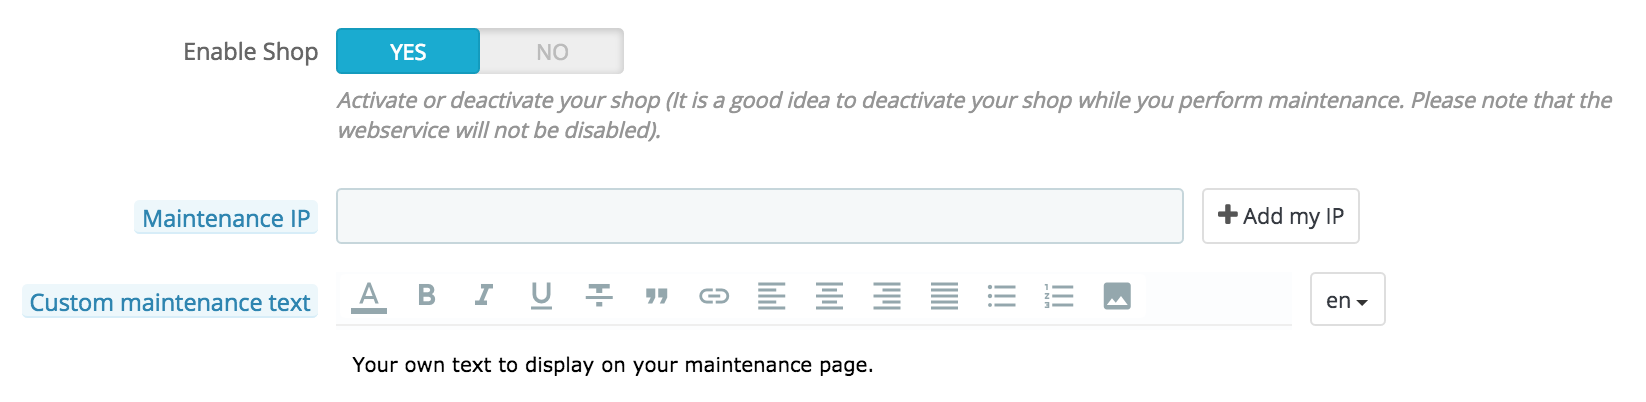 Enable Shop YES NO
Activate or deactivate your shop (It is a good idea to deactivate your shop while you perform maintenance. Please note that the
webservice will not be disabled).
Maintenance IP Add my IP
Custom maintenance text A B I U T en
Your own text to display on your maintenance page.